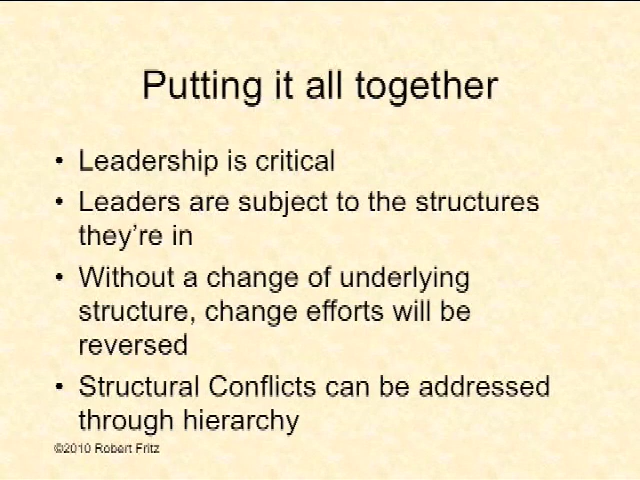 Putting it all together
• Leadership is critical
• Leaders are subject to the structures
they're in
• Without a change of underlying
structure, change efforts will be
reversed
• Structural Conflicts can be addressed
through hierarchy
©2010 Robert Fritz